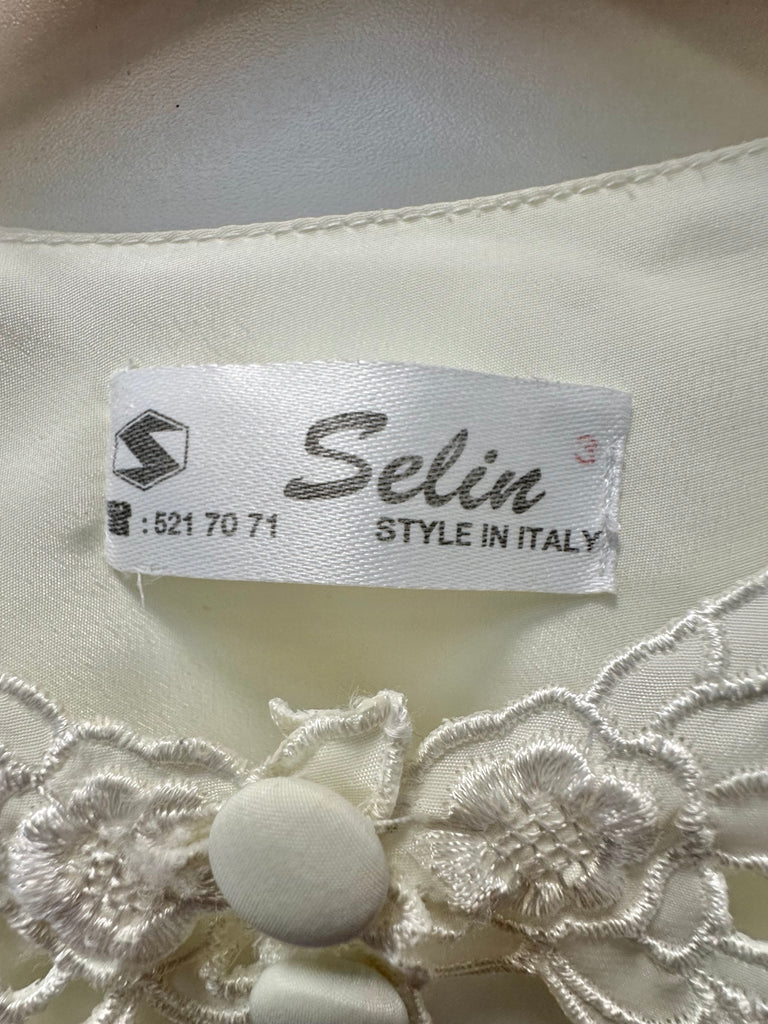 Selin
3
☎ : 521 70 71
STYLE IN ITALY